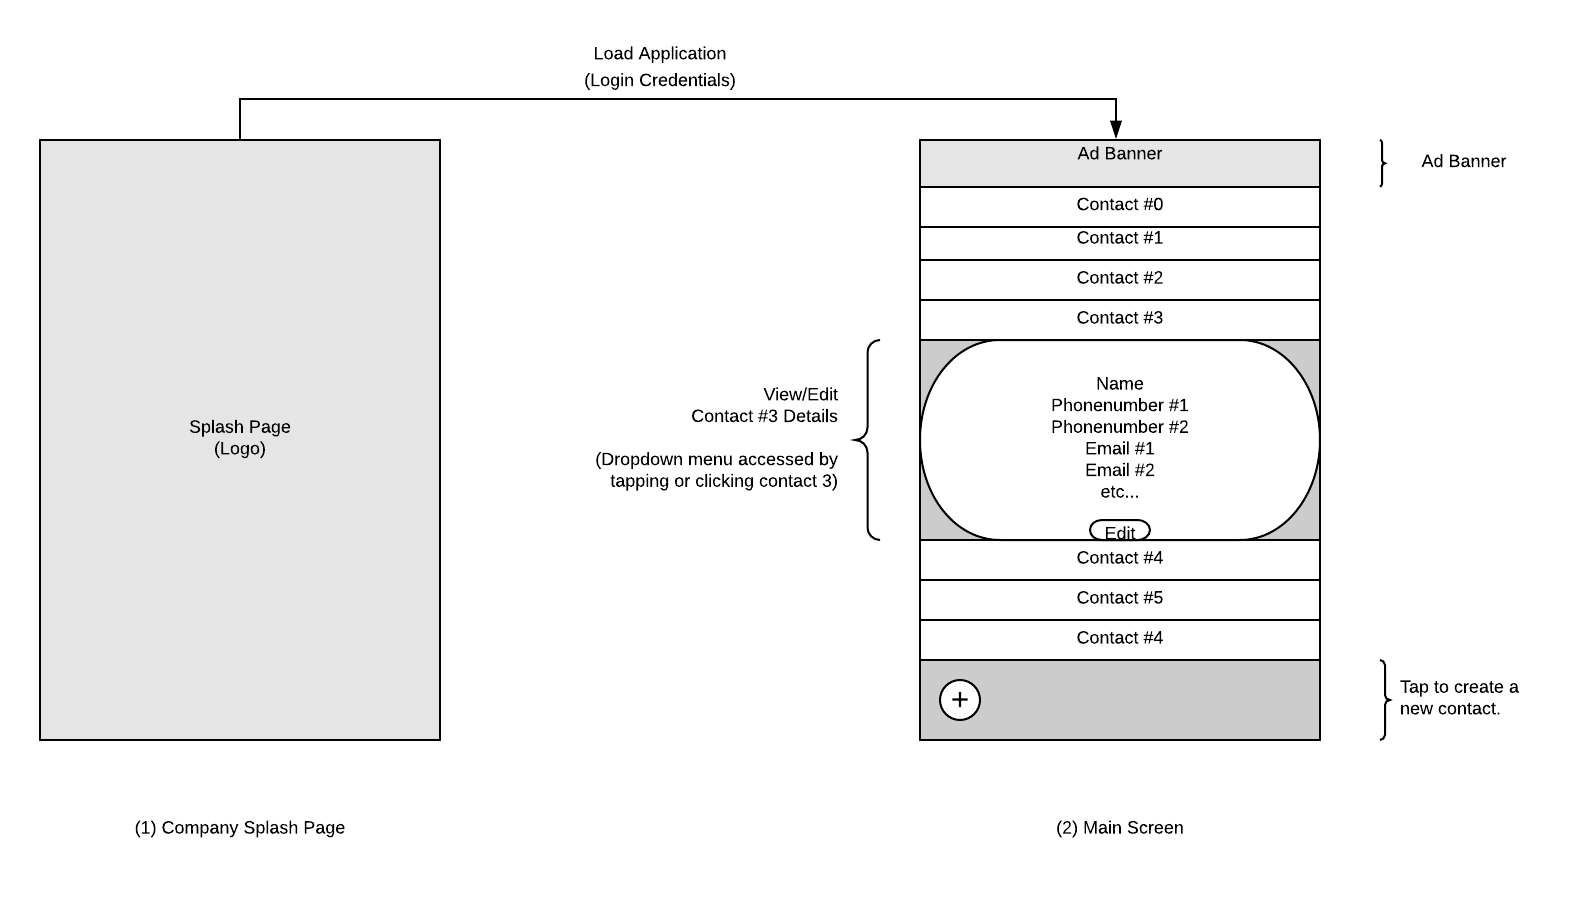 Load Application
(Login Credentials)
Splash Page
(Logo)
(1) Company Splash Page
View/Edit
Contact #3 Details
(Dropdown menu accessed by
tapping or clicking contact 3)
Ad Banner
Contact #0
Contact #1
Contact #2
Contact #3
Name
Phonenumber #1
Phonenumber #2
Email #1
Email #2
etc...
Edit
Contact #4
Contact #5
Contact #4
+
(2) Main Screen
Ad Banner
Tap to create a
new contact.